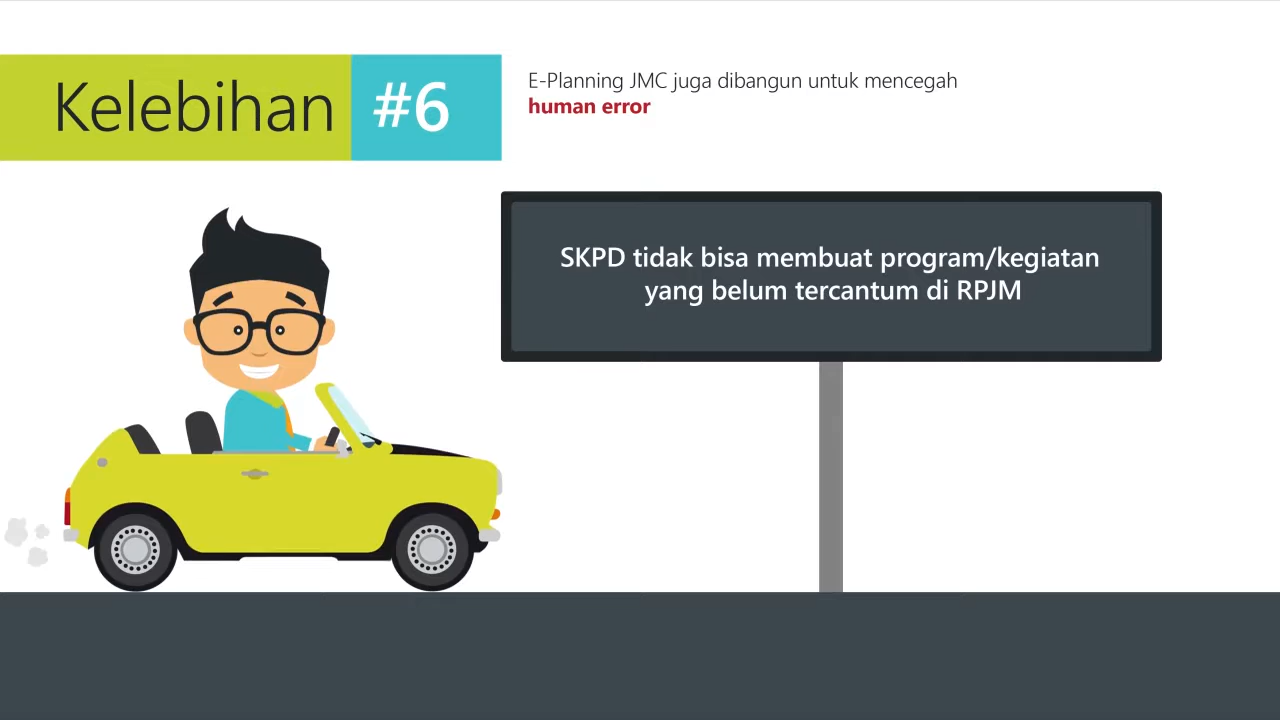 Kelebihan #6
E-Planning JMC juga dibangun untuk mencegah
human error
SKPD tidak bisa membuat program/kegiatan
yang belum tercantum di RPJM